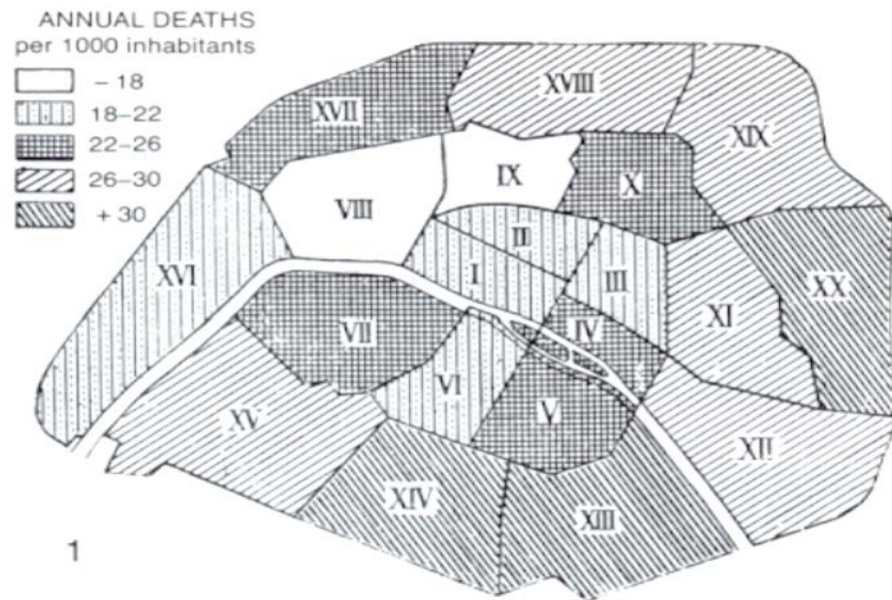 ANNUAL DEATHS
per 1000 inhabitants
– 18
18–22
22–26
26–30
+ 30
XVII
XVIII
XIX
VIII
IX
X
II
XVI
I
III
XX
XI
VII
IV
VI
V
XV
XII
XIV
XIII
1